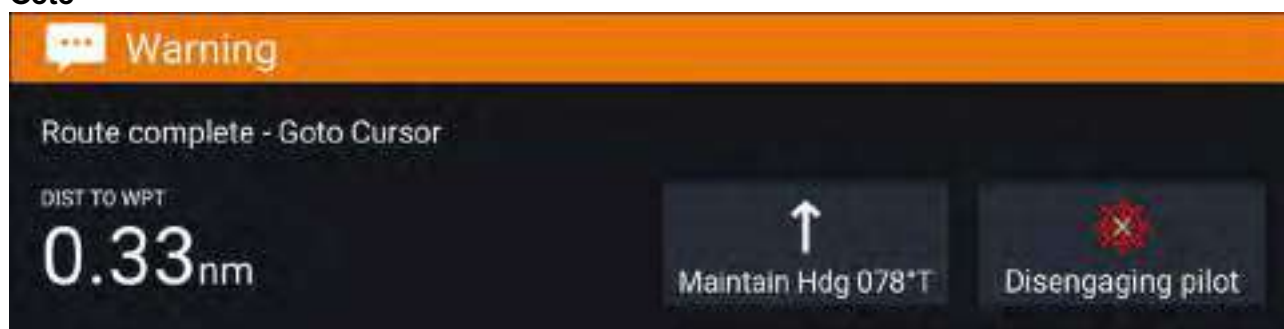 Goto
Warning
Route complete - Goto Cursor
DIST TO WPT
0.33nm
Maintain Hdg 078°T
Disengaging pilot